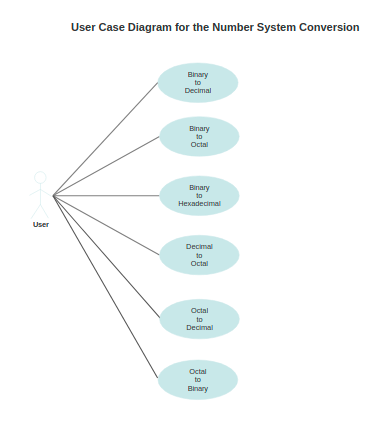 User Case Diagram for the Number System Conversion
Binary
to
Decimal
Binary
to
Octal
Binary
to
Hexadecimal
User
Decimal
to
Octal
Octal
to
Decimal
Octal
to
Binary